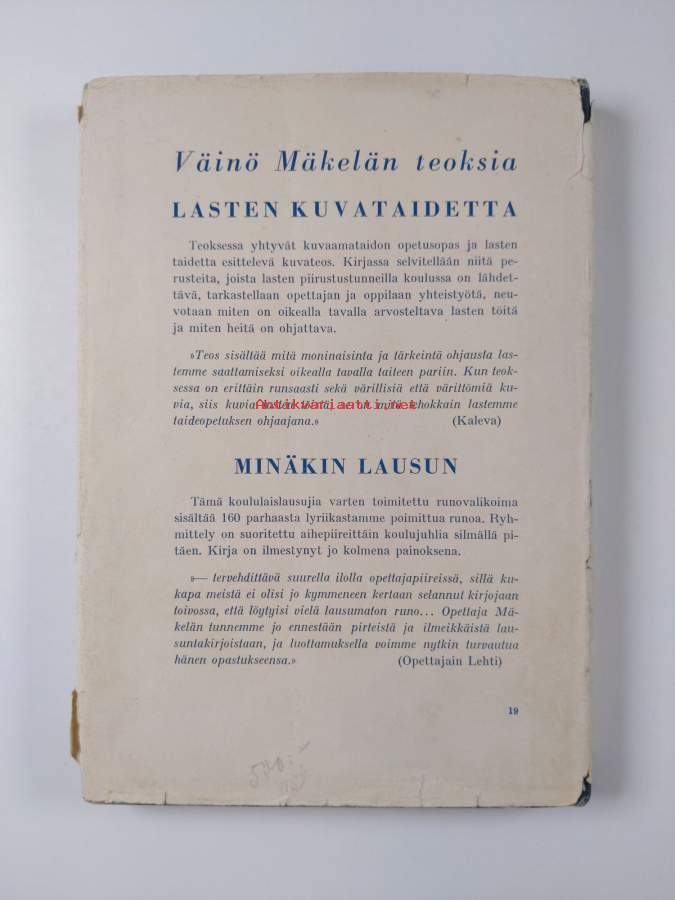 Väinö Mäkelän teoksia
LASTEN KUVATAIDETTA
Teoksessa yhtyvät kuvaamataidon opetusopas ja lasten
taidetta esittelevä kuvateos. Kirjassa selvitellään niitä pe-
rusteita, joista lasten piirustustunneilla koulussa on lähdet-
tävä, tarkastellaan opettajan ja oppilaan yhteistyötä, neu-
votaan miten on oikealla tavalla arvosteltava lasten töitä
ja miten heitä on ohjattava.
»Teos sisältää mitä moninaisinta ja tärkeintä ohjausta las-
temme saattamiseksi oikealla tavalla taiteen pariin. Kun teok-
sessa on erittäin runsaasti sekä värillisiä että värittömiä ku-
via, siis kuvia on mitä tehokkain lastemme
Antikvariaatti.net
taideopetuksen ohjaajana.» (Kaleva)
MINÄKIN LAUSUN
Tämä koululaislausujia varten toimitettu runovalikoima
sisältää 160 parhaasta lyriikastamme poimittua runoa. Ryh-
mittely on suoritettu aihepiireittäin koulujuhlia silmällä pi-
täen. Kirja on ilmestynyt jo kolmena painoksena.
»— tervehdittävä suurella ilolla opettajapiireissä, sillä ku-
kapa meistä ei olisi jo kymmeneen kertaan selannut kirjojaan
toivossa, että löytyisi vielä lausumaton runo... Opettaja Mä-
kelän tunnemme jo ennestään pirteistä ja ilmeikkäistä lau-
suntakirjoistaan, ja luottamuksella voimme nytkin turvautua
hänen opastukseensa.» (Opettajain Lehti)
19